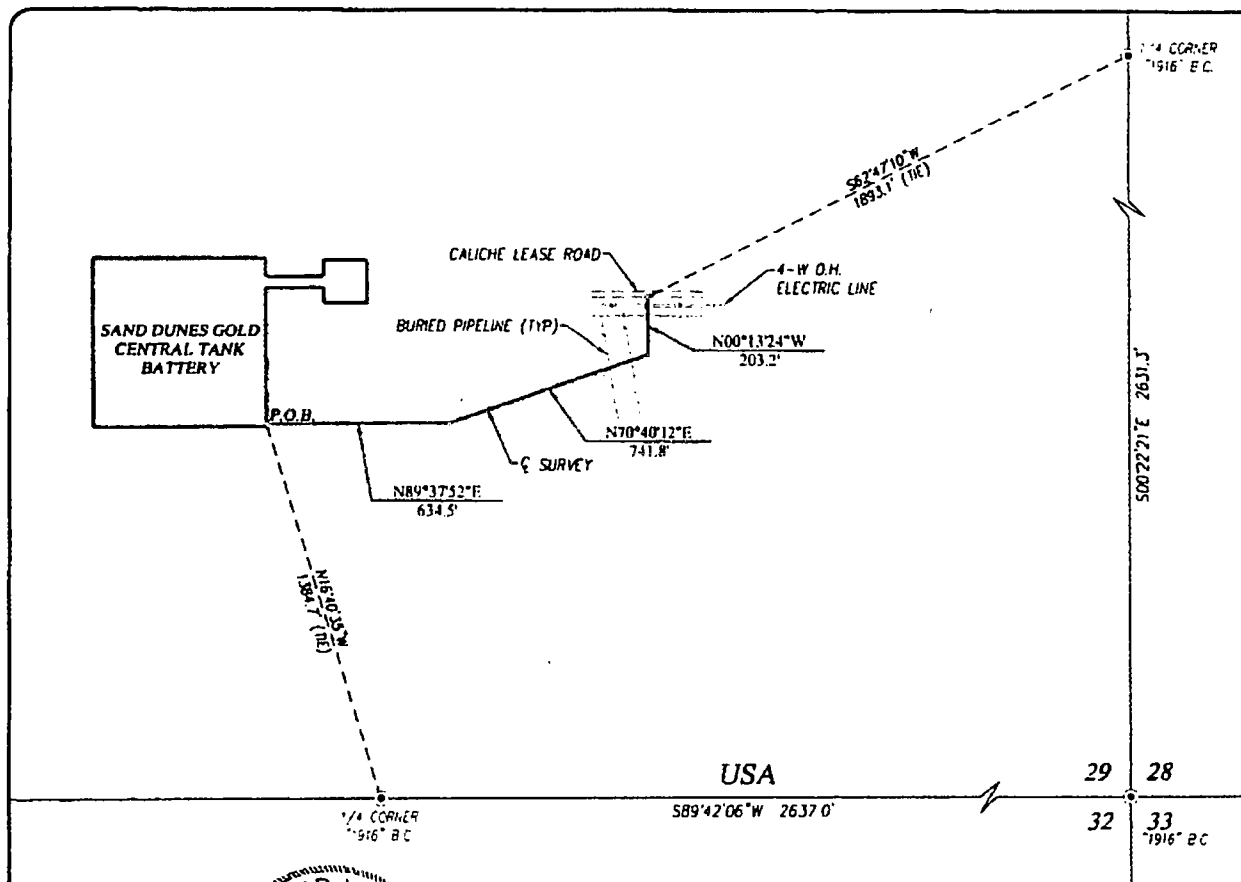 1/4 CORNER
"1916" B.C.
S62°47'10"W
1893.1' (TIE)
CALICHE LEASE ROAD
4-W O.H.
ELECTRIC LINE
SAND DUNES GOLD
CENTRAL TANK
BATTERY
BURIED PIPELINE (TYP)
N00°13'24"W
203.2'
P.O.B.
N70°40'12"E
741.8'
℄ SURVEY
N89°37'52"E
634.5'
S00°22'21"E 2631.3'
N16°40'35"W
1384.7' (TIE)
USA
29 28
S89°42'06"W 2637.0'
32 33
1/4 CORNER
"1916" B.C.
"1916" B.C.